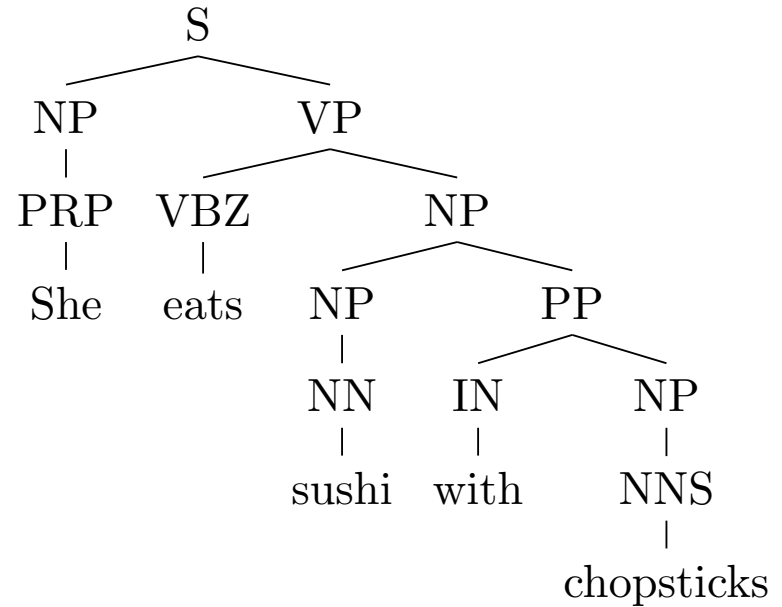 S
NP VP
PRP VBZ NP
She eats NP PP
NN IN NP
sushi with NNS
chopsticks